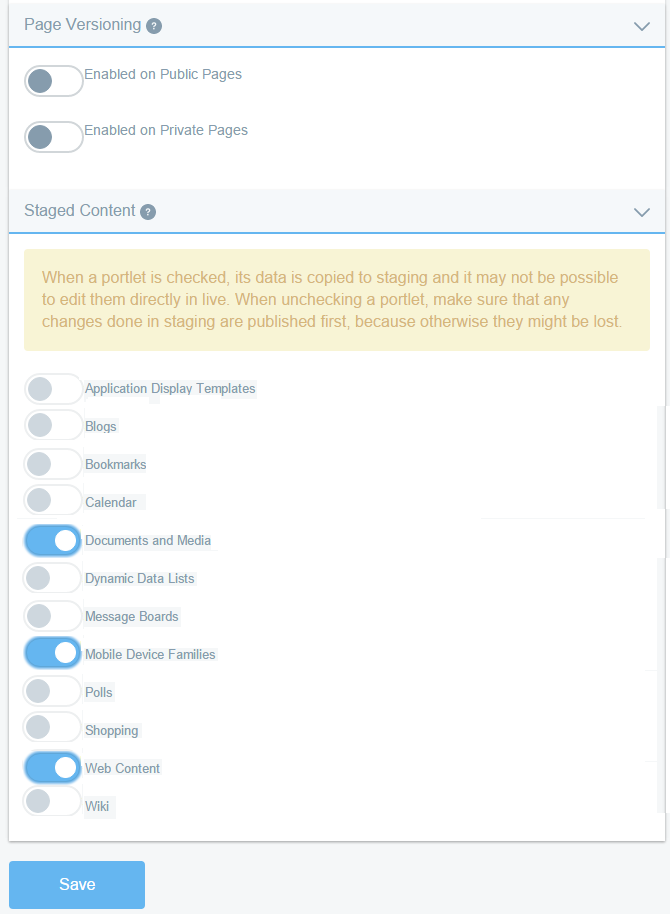 Page Versioning ?
Enabled on Public Pages
Enabled on Private Pages
Staged Content ?
When a portlet is checked, its data is copied to staging and it may not be possible
to edit them directly in live. When unchecking a portlet, make sure that any
changes done in staging are published first, because otherwise they might be lost.
Application Display Templates
Blogs
Bookmarks
Calendar
Documents and Media
Dynamic Data Lists
Message Boards
Mobile Device Families
Polls
Shopping
Web Content
Wiki
Save